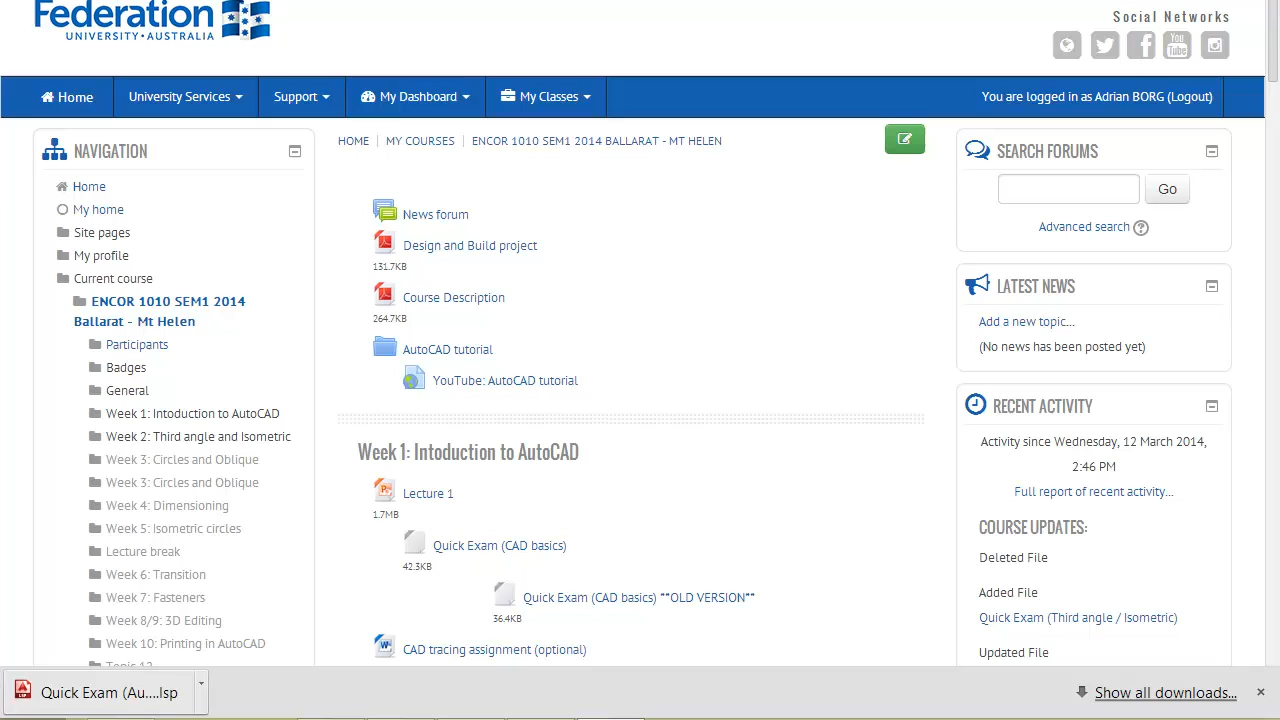 Federation
UNIVERSITY • AUSTRALIA
Social Networks
You
Tube
Home
University Services
Support
My Dashboard
My Classes
You are logged in as Adrian BORG (Logout)
NAVIGATION
Home
My home
Site pages
My profile
Current course
ENCOR 1010 SEM1 2014
Ballarat - Mt Helen
Participants
Badges
General
Week 1: Intoduction to AutoCAD
Week 2: Third angle and Isometric
Week 3: Circles and Oblique
Week 3: Circles and Oblique
Week 4: Dimensioning
Week 5: Isometric circles
Lecture break
Week 6: Transition
Week 7: Fasteners
Week 8/9: 3D Editing
Week 10: Printing in AutoCAD
Topic 12
HOME
MY COURSES
ENCOR 1010 SEM1 2014 BALLARAT - MT HELEN
News forum
Design and Build project
131.7KB
Course Description
264.7KB
AutoCAD tutorial
YouTube: AutoCAD tutorial
Week 1: Intoduction to AutoCAD
Lecture 1
1.7MB
Quick Exam (CAD basics)
42.3KB
Quick Exam (CAD basics) **OLD VERSION**
36.4KB
CAD tracing assignment (optional)
SEARCH FORUMS
Go
Advanced search
LATEST NEWS
Add a new topic...
(No news has been posted yet)
RECENT ACTIVITY
Activity since Wednesday, 12 March 2014,
2:46 PM
Full report of recent activity...
COURSE UPDATES:
Deleted File
Added File
Quick Exam (Third angle / Isometric)
Updated File
Quick Exam (Au....lsp
Show all downloads...